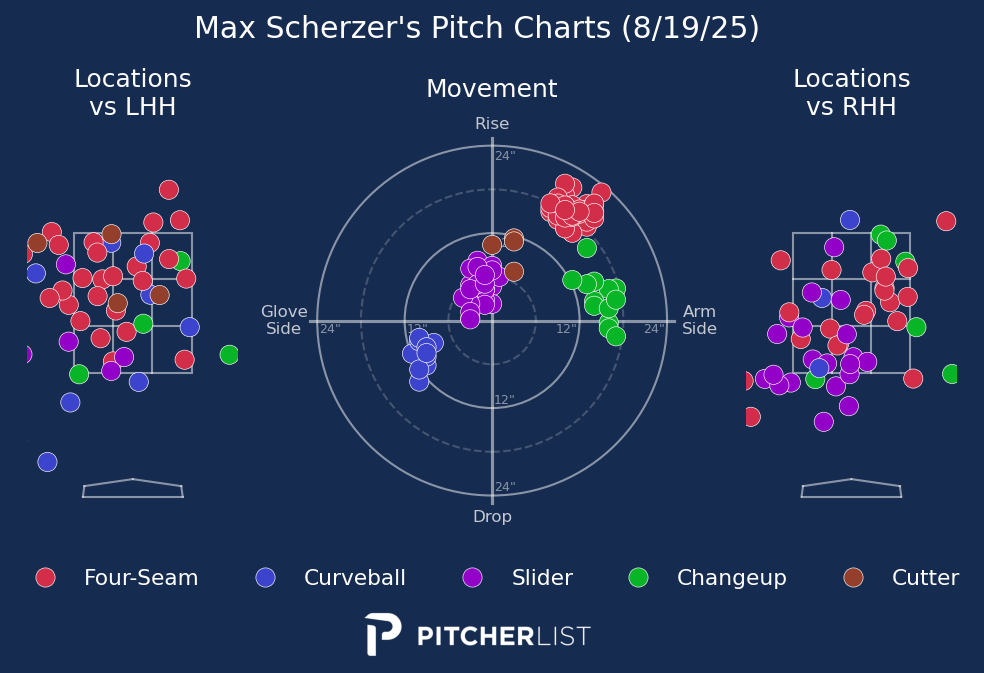 Max Scherzer's Pitch Charts (8/19/25)
Locations
vs LHH
Movement
Locations
vs RHH
Rise
24"
Glove
Side
24"
12"
12"
24"
Arm
Side
12"
24"
Drop
Four-Seam
Curveball
Slider
Changeup
Cutter
PITCHERLIST